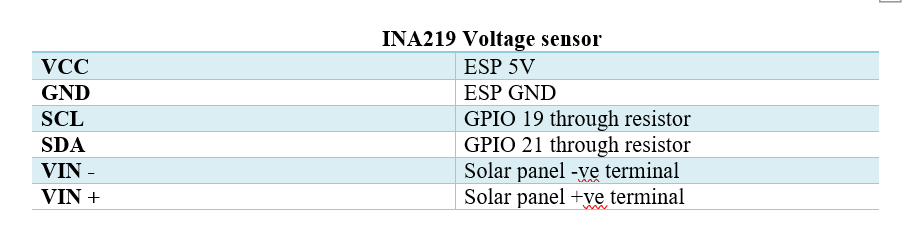 INA219 Voltage sensor
VCC ESP 5V
GND ESP GND
SCL GPIO 19 through resistor
SDA GPIO 21 through resistor
VIN - Solar panel -ve terminal
VIN + Solar panel +ve terminal